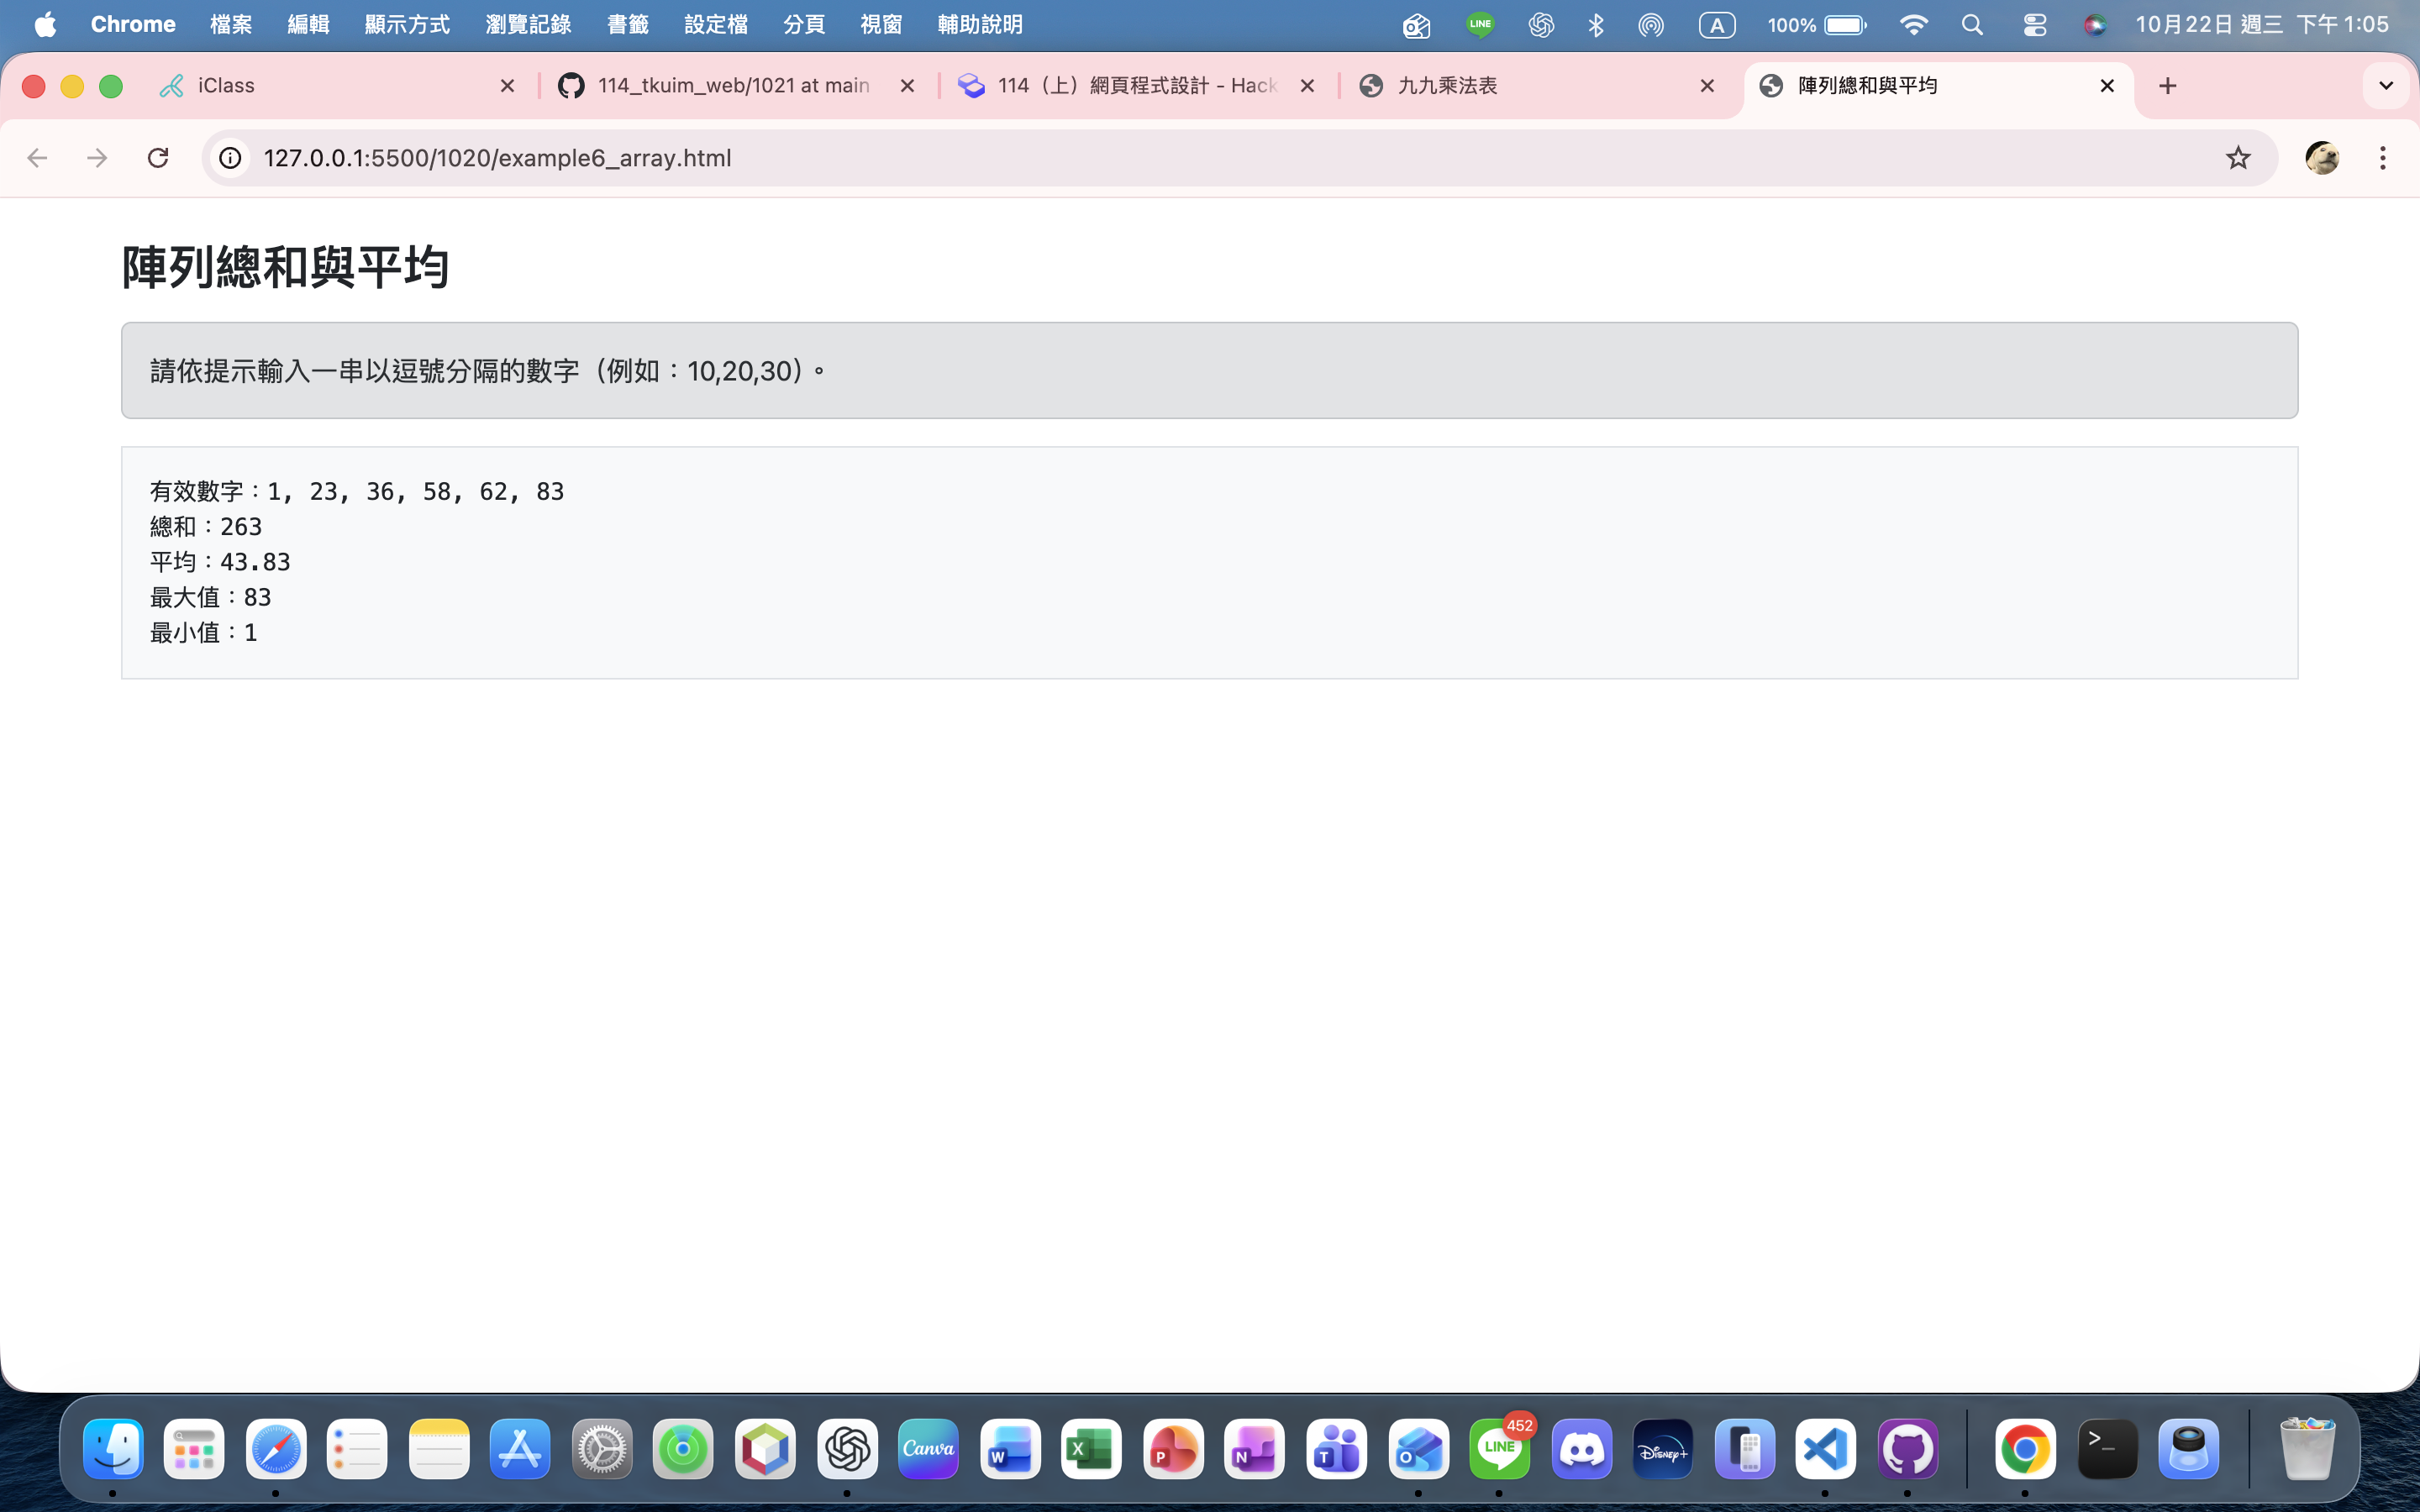 Chrome 檔案 編輯 顯示方式 瀏覽記錄 書籤 設定檔 分頁 視窗 輔助說明 LINE A 100% 10月22日 週三 下午 1:05
iClass 114_tkuim_web/1021 at main 114（上）網頁程式設計 - Hack 九九乘法表 陣列總和與平均
127.0.0.1:5500/1020/example6_array.html
陣列總和與平均
請依提示輸入一串以逗號分隔的數字（例如：10,20,30）。
有效數字：1, 23, 36, 58, 62, 83
總和：263
平均：43.83
最大值：83
最小值：1
Canva W X P N T O LINE 452 Disney+ >_